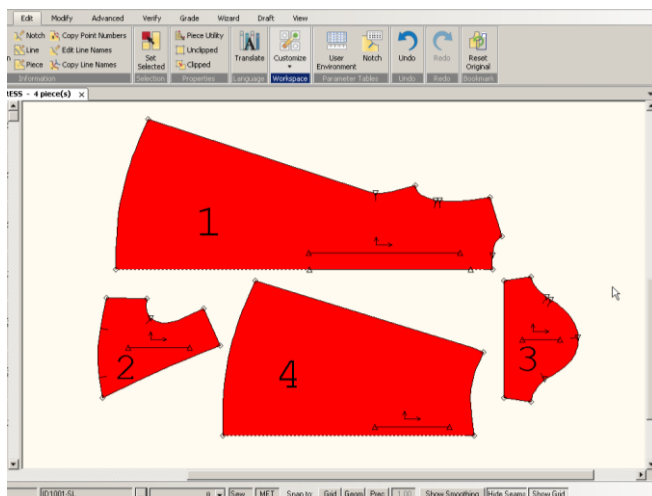 Edit Modify Advanced Verify Grade Wizard Draft View
Notch Copy Point Numbers
Line Edit Line Names
Piece Copy Line Names
Information
Set Selected
Selection
Piece Utility
Unclipped
Clipped
Properties
Translate
Language
Customize
Workspace
User Environment
Notch
Parameter Tables
Undo
Undo
Redo
Redo
Reset Original
Bookmark
RESS - 4 piece(s) x
1
2
4
3
Sew MET Snap to: Grid Geom Prec 1.00 Show Smoothing Hide Seams Show Grid